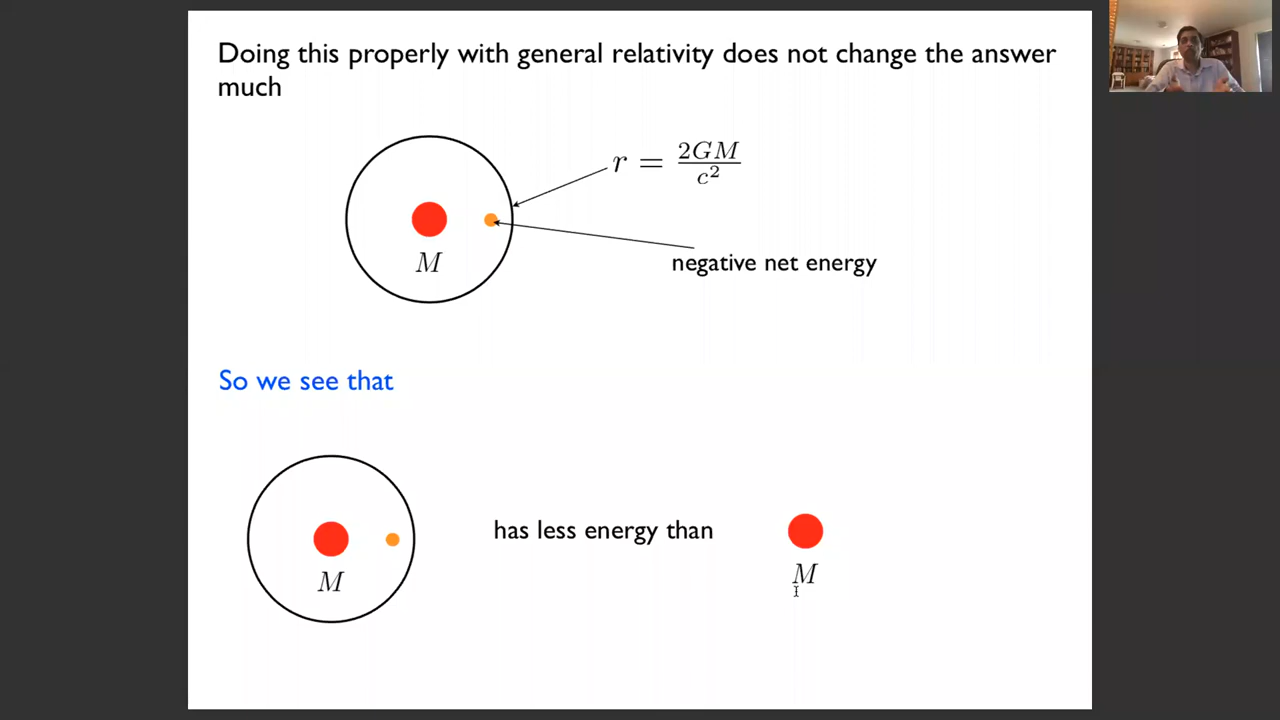 Doing this properly with general relativity does not change the answer
much
r = 2GM/c²
M
negative net energy
So we see that
has less energy than
M
M